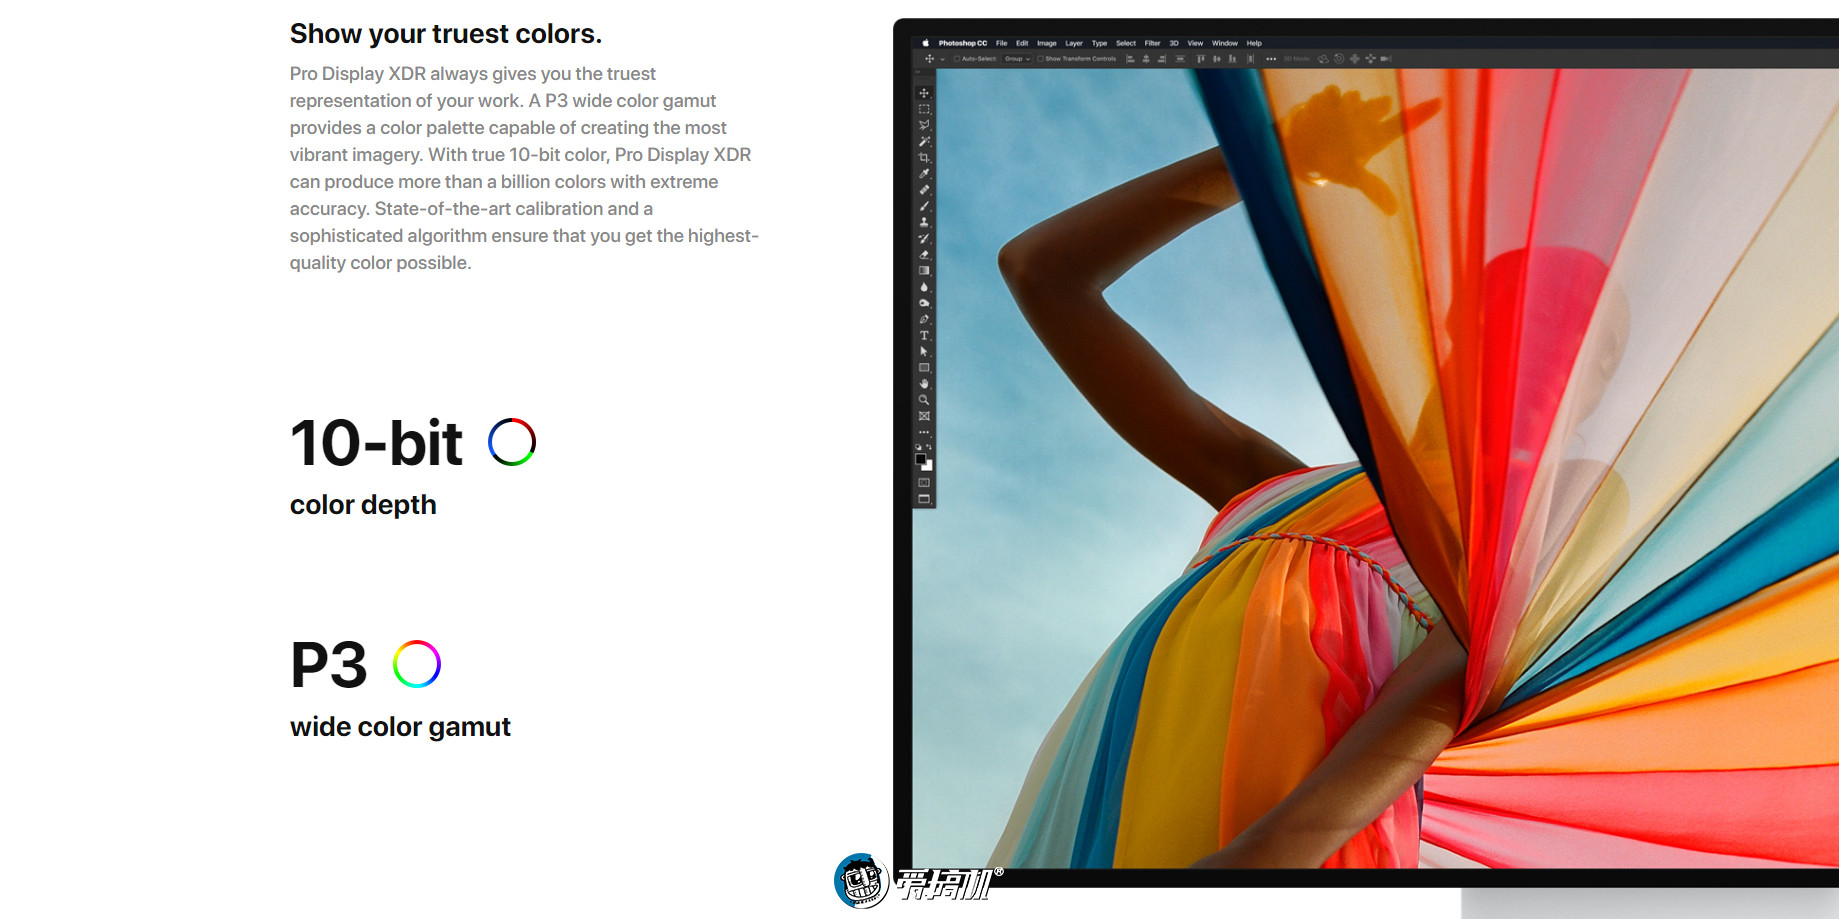 Show your truest colors.
Pro Display XDR always gives you the truest
representation of your work. A P3 wide color gamut
provides a color palette capable of creating the most
vibrant imagery. With true 10-bit color, Pro Display XDR
can produce more than a billion colors with extreme
accuracy. State-of-the-art calibration and a
sophisticated algorithm ensure that you get the highest-
quality color possible.
10-bit
color depth
P3
wide color gamut
Photoshop CC File Edit Image Layer Type Select Filter 3D View Window Help
Auto-Select: Group Show Transform Controls 3D Mode:
爱搞机®